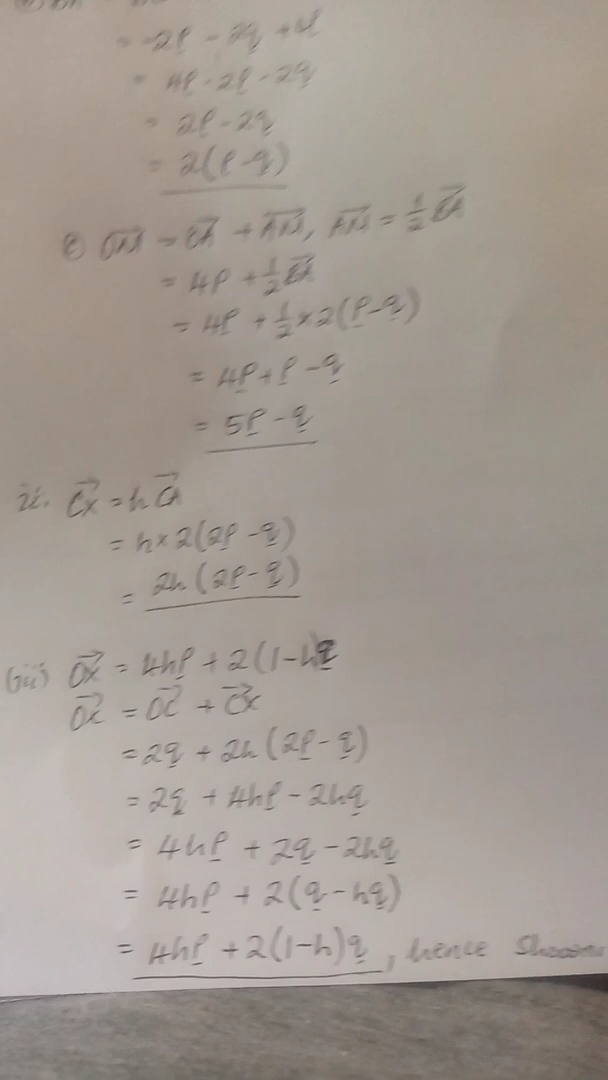 = -2p - 2q + 4p
= 4p - 2p - 2q
= 2p - 2q
= 2(p - q)
c) OM = OA + AM, AM = 1/2 BA
= 4p + 1/2 BA
= 4p + 1/2 × 2(p - q)
= 4p + p - q
= 5p - q
ii. CX = h CA
= h × 2(2p - q)
= 2h (2p - q)
(iii) OX = 4hp + 2(1-h)q
OX = OC + CX
= 2q + 2h (2p - q)
= 2q + 4hp - 2hq
= 4hp + 2q - 2hq
= 4hp + 2(q - hq)
= 4hp + 2(1-h)q, hence Shown